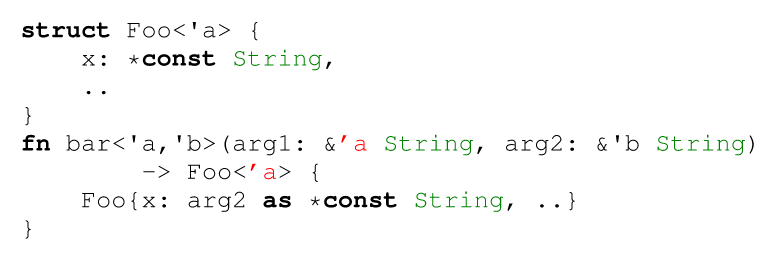 struct Foo<'a> {
    x: *const String,
    ..
}
fn bar<'a,'b>(arg1: &’a String, arg2: &'b String)
        -> Foo<’a> {
    Foo{x: arg2 as *const String, ..}
}